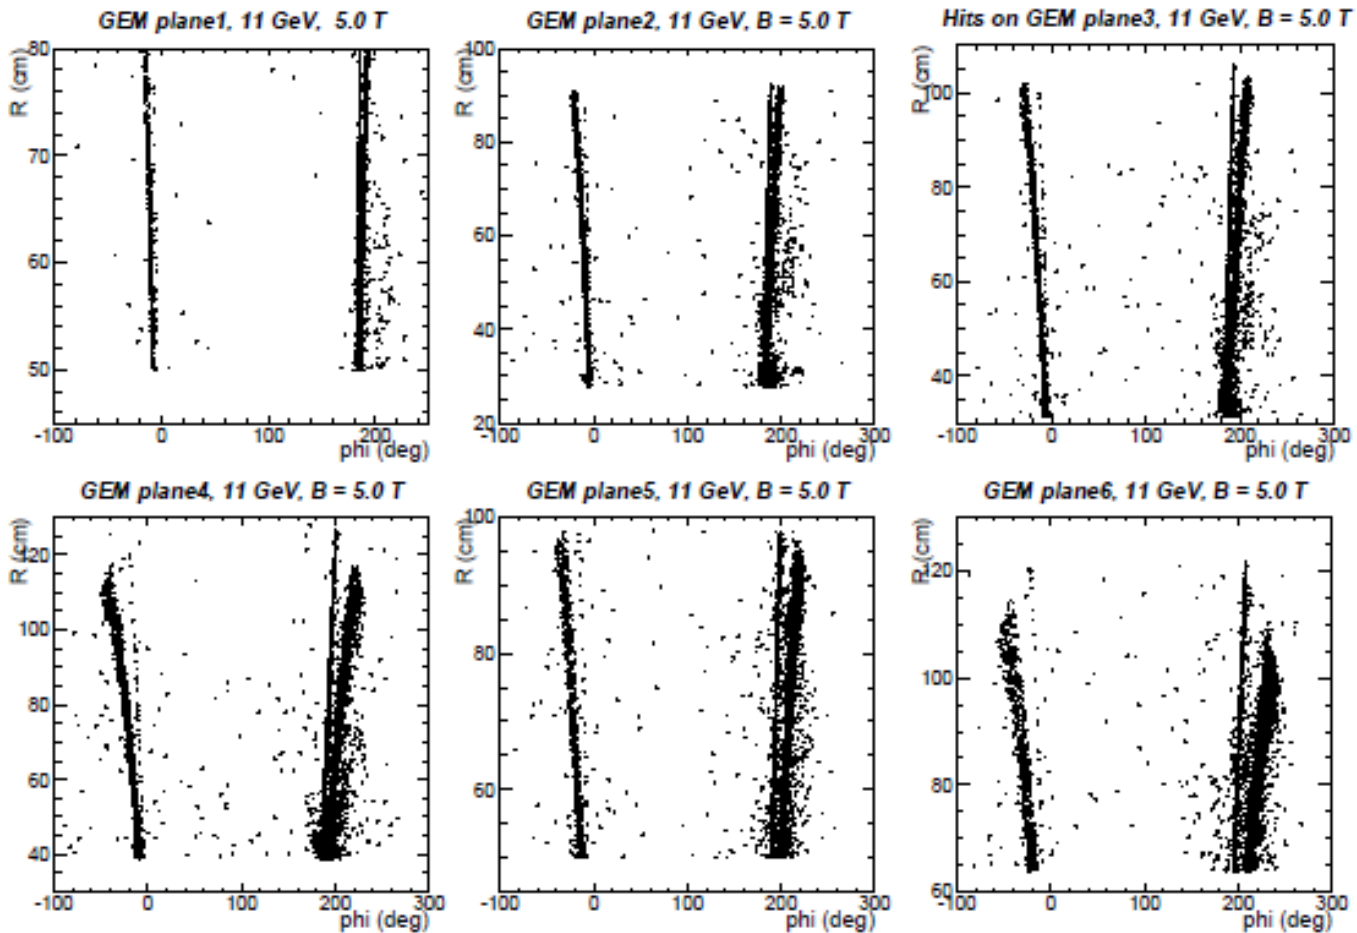 GEM plane1, 11 GeV, 5.0 T
R (cm)
80
70
60
50
-100 0 100 200
phi (deg)
GEM plane2, 11 GeV, B = 5.0 T
R (cm)
100
80
60
40
20
-100 0 100 200 300
phi (deg)
Hits on GEM plane3, 11 GeV, B = 5.0 T
R (cm)
100
80
60
40
-100 0 100 200 300
phi (deg)
GEM plane4, 11 GeV, B = 5.0 T
R (cm)
120
100
80
60
40
-100 0 100 200 300
phi (deg)
GEM plane5, 11 GeV, B = 5.0 T
R (cm)
100
80
60
-100 0 100 200 300
phi (deg)
GEM plane6, 11 GeV, B = 5.0 T
R (cm)
120
100
80
60
-100 0 100 200 300
phi (deg)